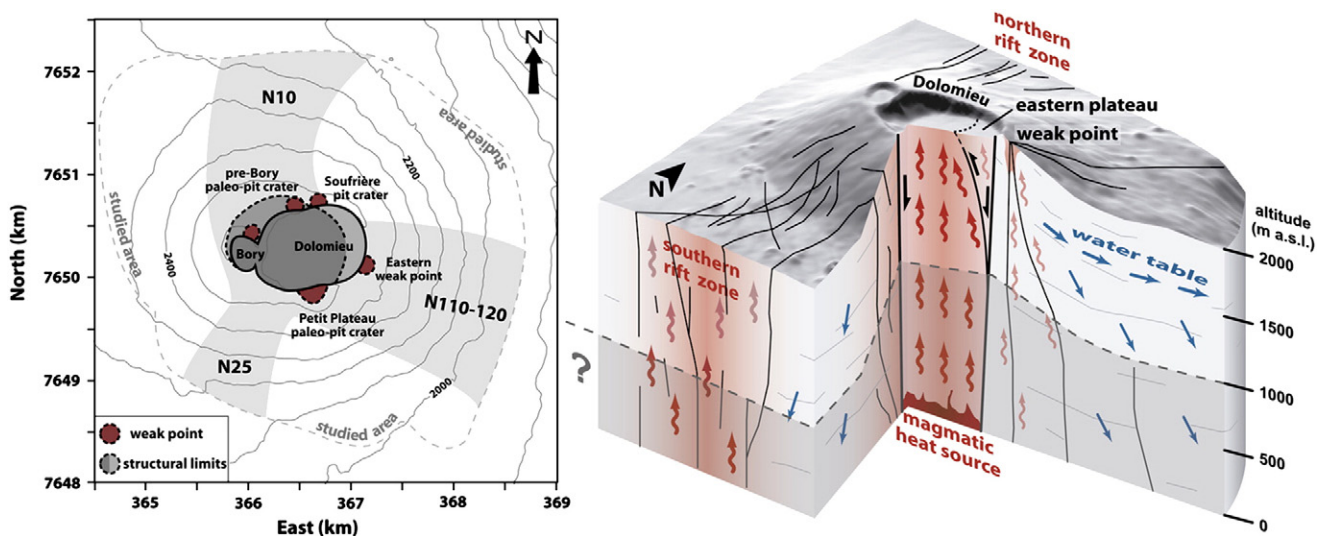 N
7652
7651
7650
7649
7648
North (km)
365
366
367
368
369
East (km)
N10
studied area
2200
pre-Bory
paleo-pit crater
Soufrière
pit crater
studied area
Bory
Dolomieu
2400
Eastern
weak point
N110-120
Petit Plateau
paleo-pit crater
N25
2000
studied area
weak point
structural limits
northern
rift zone
Dolomieu
eastern plateau
weak point
N
altitude
(m a.s.l.)
2000
1500
1000
500
0
water table
southern
rift zone
?
magmatic
heat source